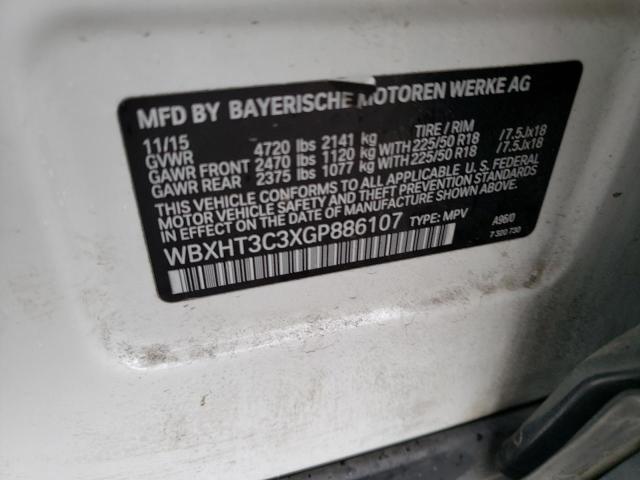 MFD BY BAYERISCHE MOTOREN WERKE AG
11/15 TIRE / RIM
GVWR 4720 lbs 2141 kg
GAWR FRONT 2470 lbs 1120 kg WITH 225/50 R18 / 7.5Jx18
GAWR REAR 2375 lbs 1077 kg WITH 225/50 R18 / 7.5Jx18
THIS VEHICLE CONFORMS TO ALL APPLICABLE U. S. FEDERAL
MOTOR VEHICLE SAFETY AND THEFT PREVENTION STANDARDS
IN EFFECT ON THE DATE OF MANUFACTURE SHOWN ABOVE.
WBXHT3C3XGP886107 TYPE: MPV A96/0
7 320 730